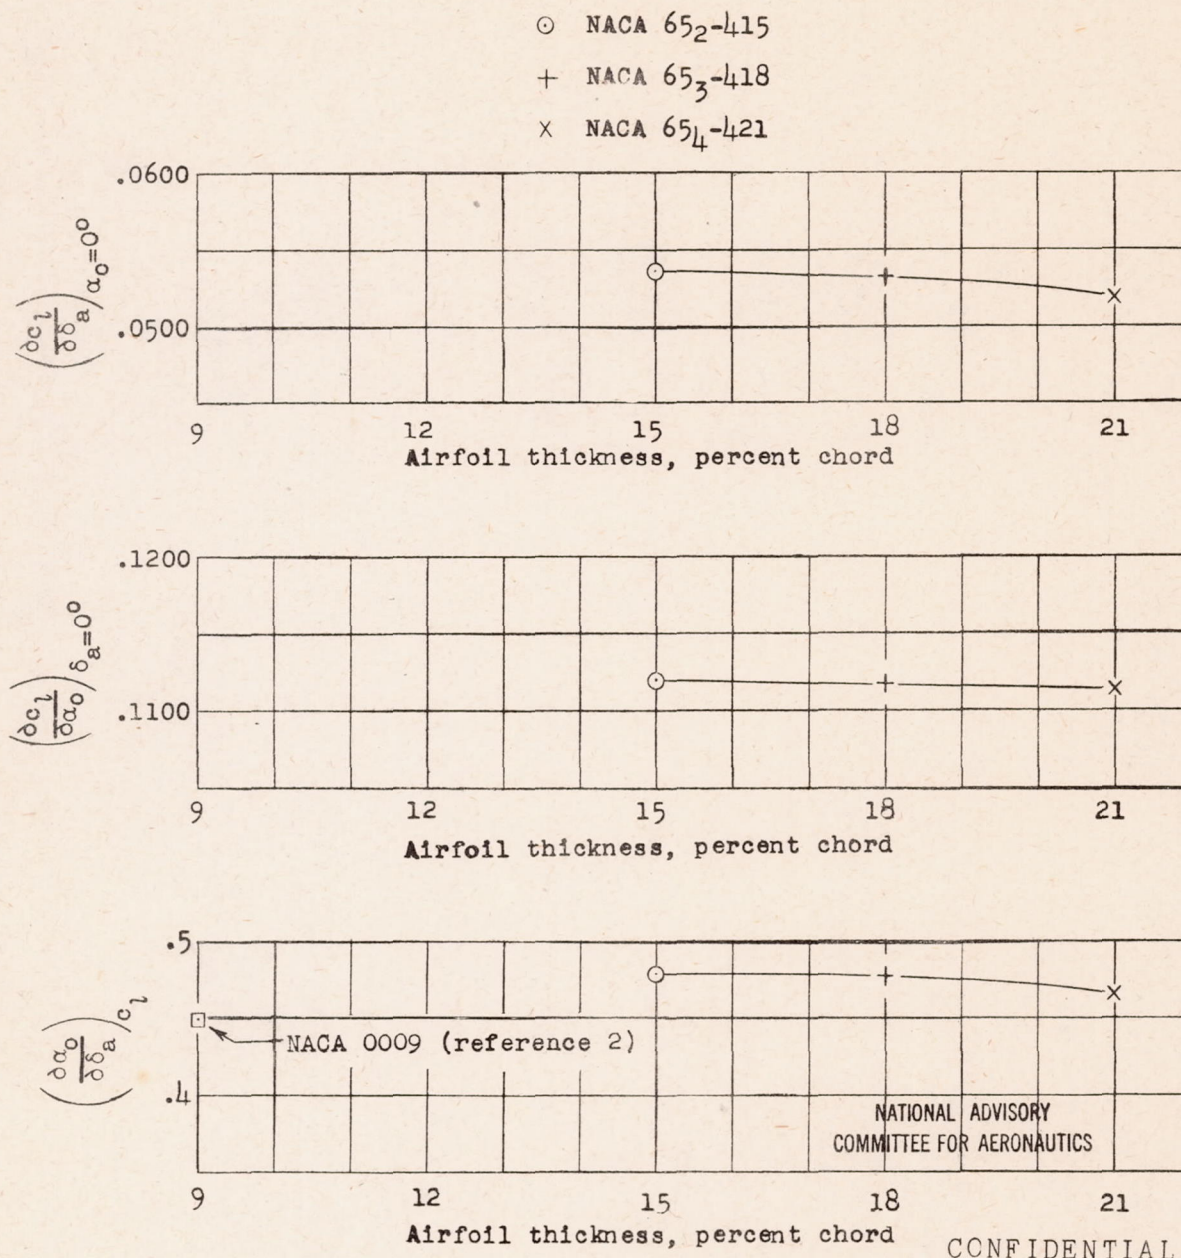 ⊙ NACA 65₂-415
+ NACA 65₃-418
× NACA 65₄-421
.0600
(∂c_l/∂δ_a)α₀=0°
.0500
9 12 15 18 21
Airfoil thickness, percent chord
.1200
(∂c_l/∂α₀)δ_a=0°
.1100
9 12 15 18 21
Airfoil thickness, percent chord
.5
(∂α₀/∂δ_a)c_l
NACA 0009 (reference 2)
.4
NATIONAL ADVISORY
COMMITTEE FOR AERONAUTICS
9 12 15 18 21
Airfoil thickness, percent chord
CONFIDENTIAL